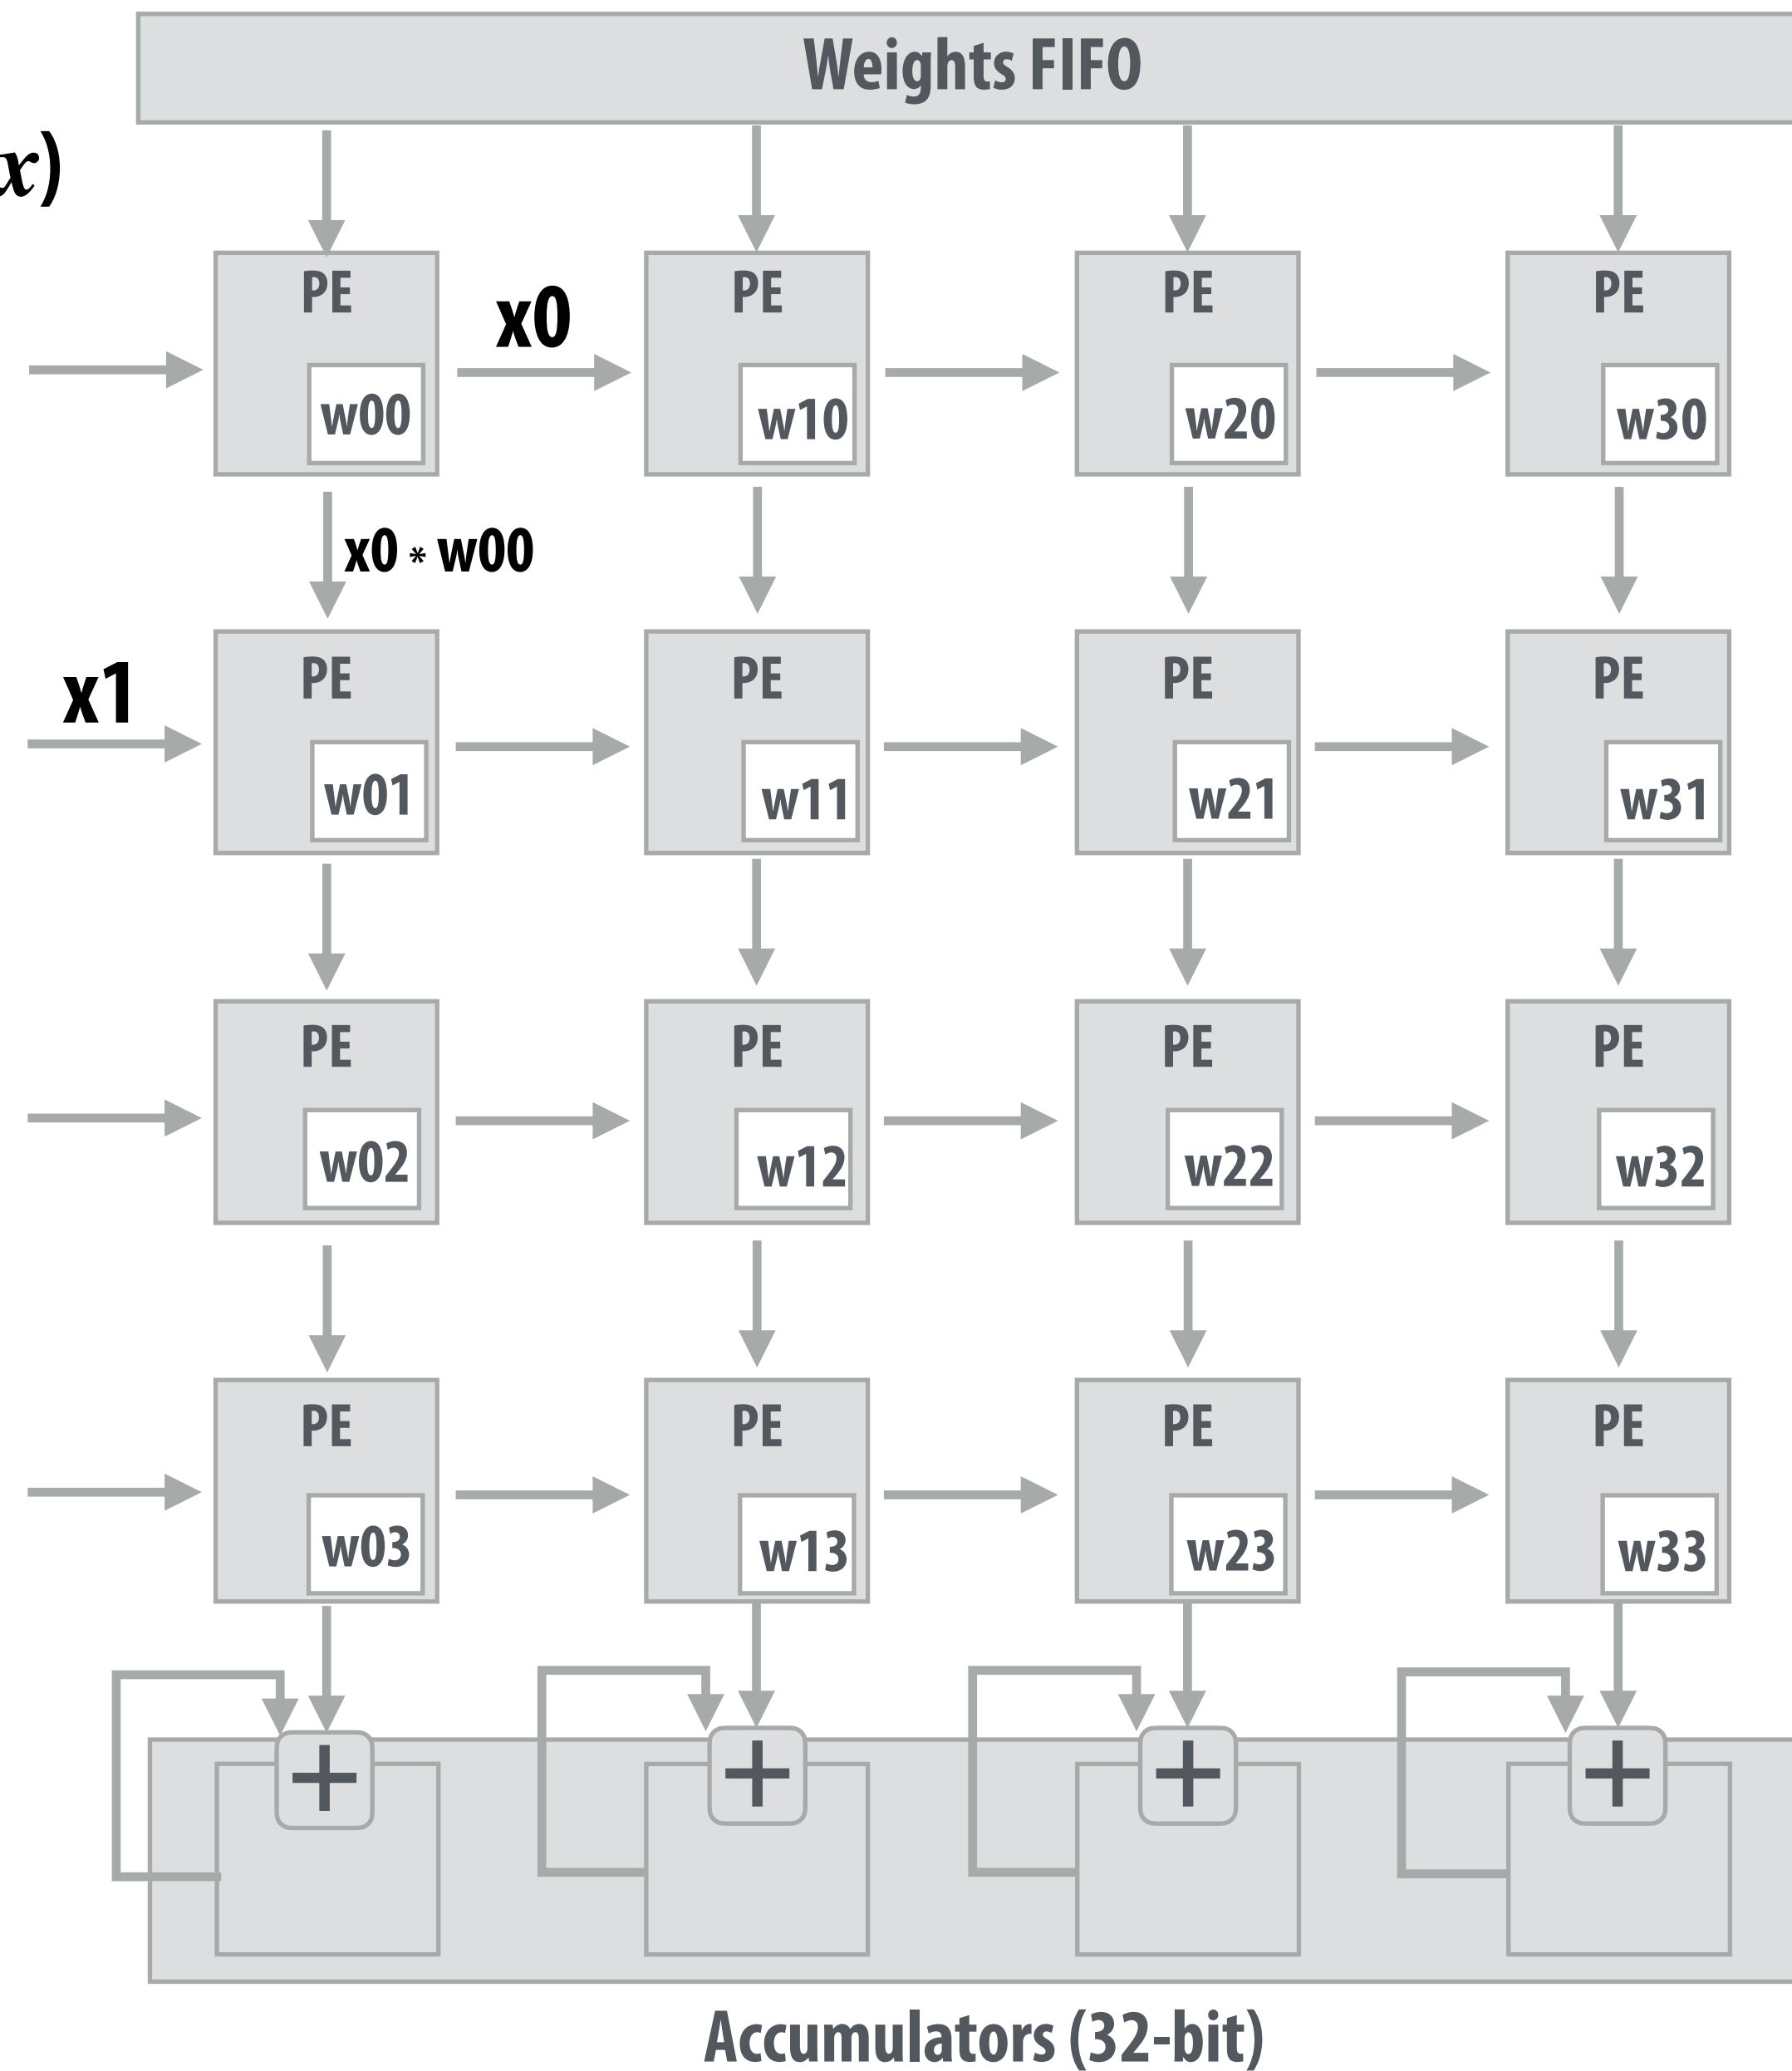 Weights FIFO
x)
PE PE PE PE
x0
w00 w10 w20 w30
x0 * w00
PE PE PE PE
x1
w01 w11 w21 w31
PE PE PE PE
w02 w12 w22 w32
PE PE PE PE
w03 w13 w23 w33
+ + + +
Accumulators (32-bit)